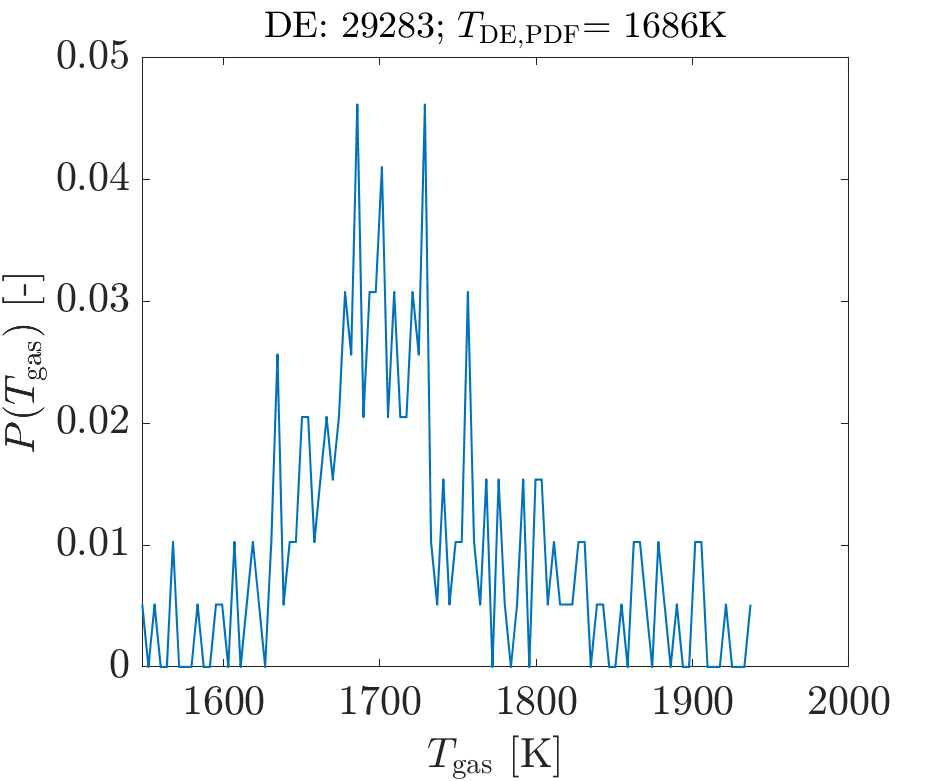 DE: 29283; T_DE,PDF= 1686K
0.05
0.04
0.03
0.02
0.01
0
P(T_gas) [-]
1600 1700 1800 1900 2000
T_gas [K]